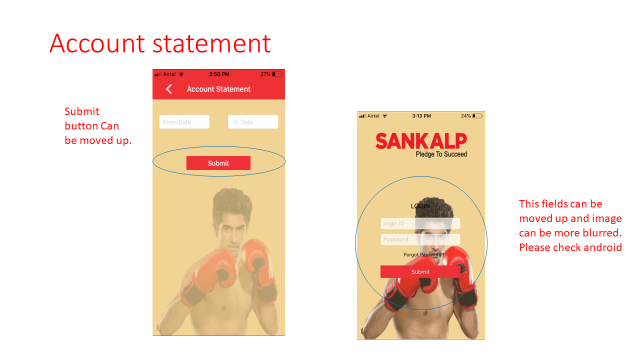 Account statement
Submit
button Can
be moved up.
Airtel 2:50 PM 27%
Account Statement
From Date To Date
Submit
Airtel 3:13 PM 24%
SANKALP
Pledge To Succeed
LOGIN
Login ID
Password
Forgot Password?
Submit
This fields can be
moved up and image
can be more blurred.
Please check android